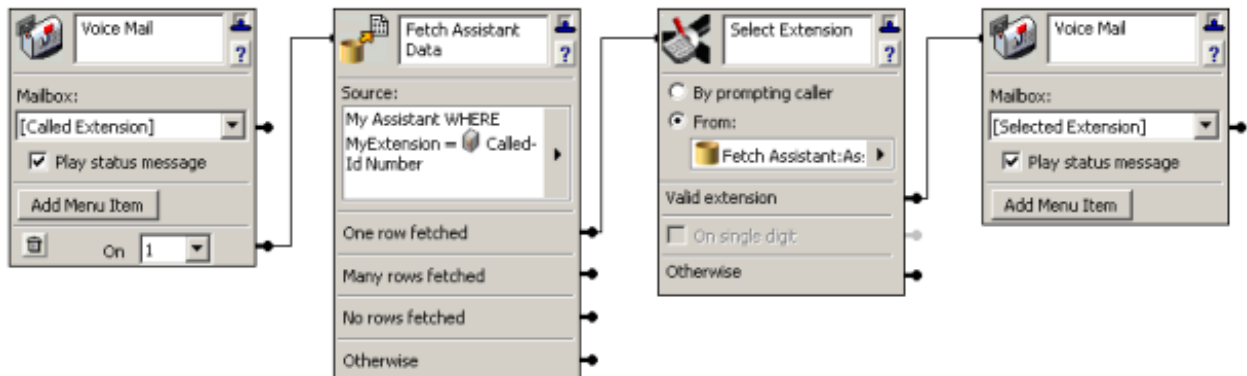 Voice Mail
?
Mailbox:
[Called Extension]
Play status message
Add Menu Item
On 1
Fetch Assistant
Data
?
Source:
My Assistant WHERE
MyExtension = Called-
Id Number
One row fetched
Many rows fetched
No rows fetched
Otherwise
Select Extension
?
By prompting caller
From:
Fetch Assistant:As:
Valid extension
On single digit
Otherwise
Voice Mail
?
Mailbox:
[Selected Extension]
Play status message
Add Menu Item